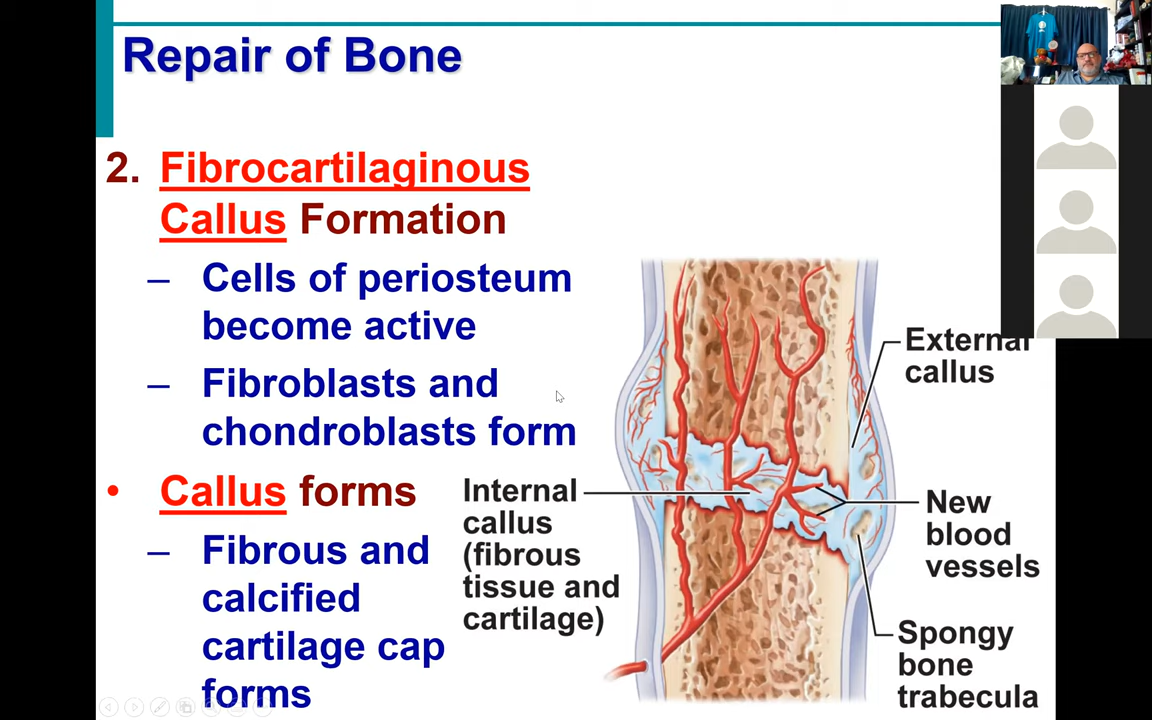 Repair of Bone
2. Fibrocartilaginous
Callus Formation
– Cells of periosteum
become active
– Fibroblasts and
chondroblasts form
• Callus forms
– Fibrous and
calcified
cartilage cap
forms
Internal
callus
(fibrous
tissue and
cartilage)
External
callus
New
blood
vessels
Spongy
bone
trabecula